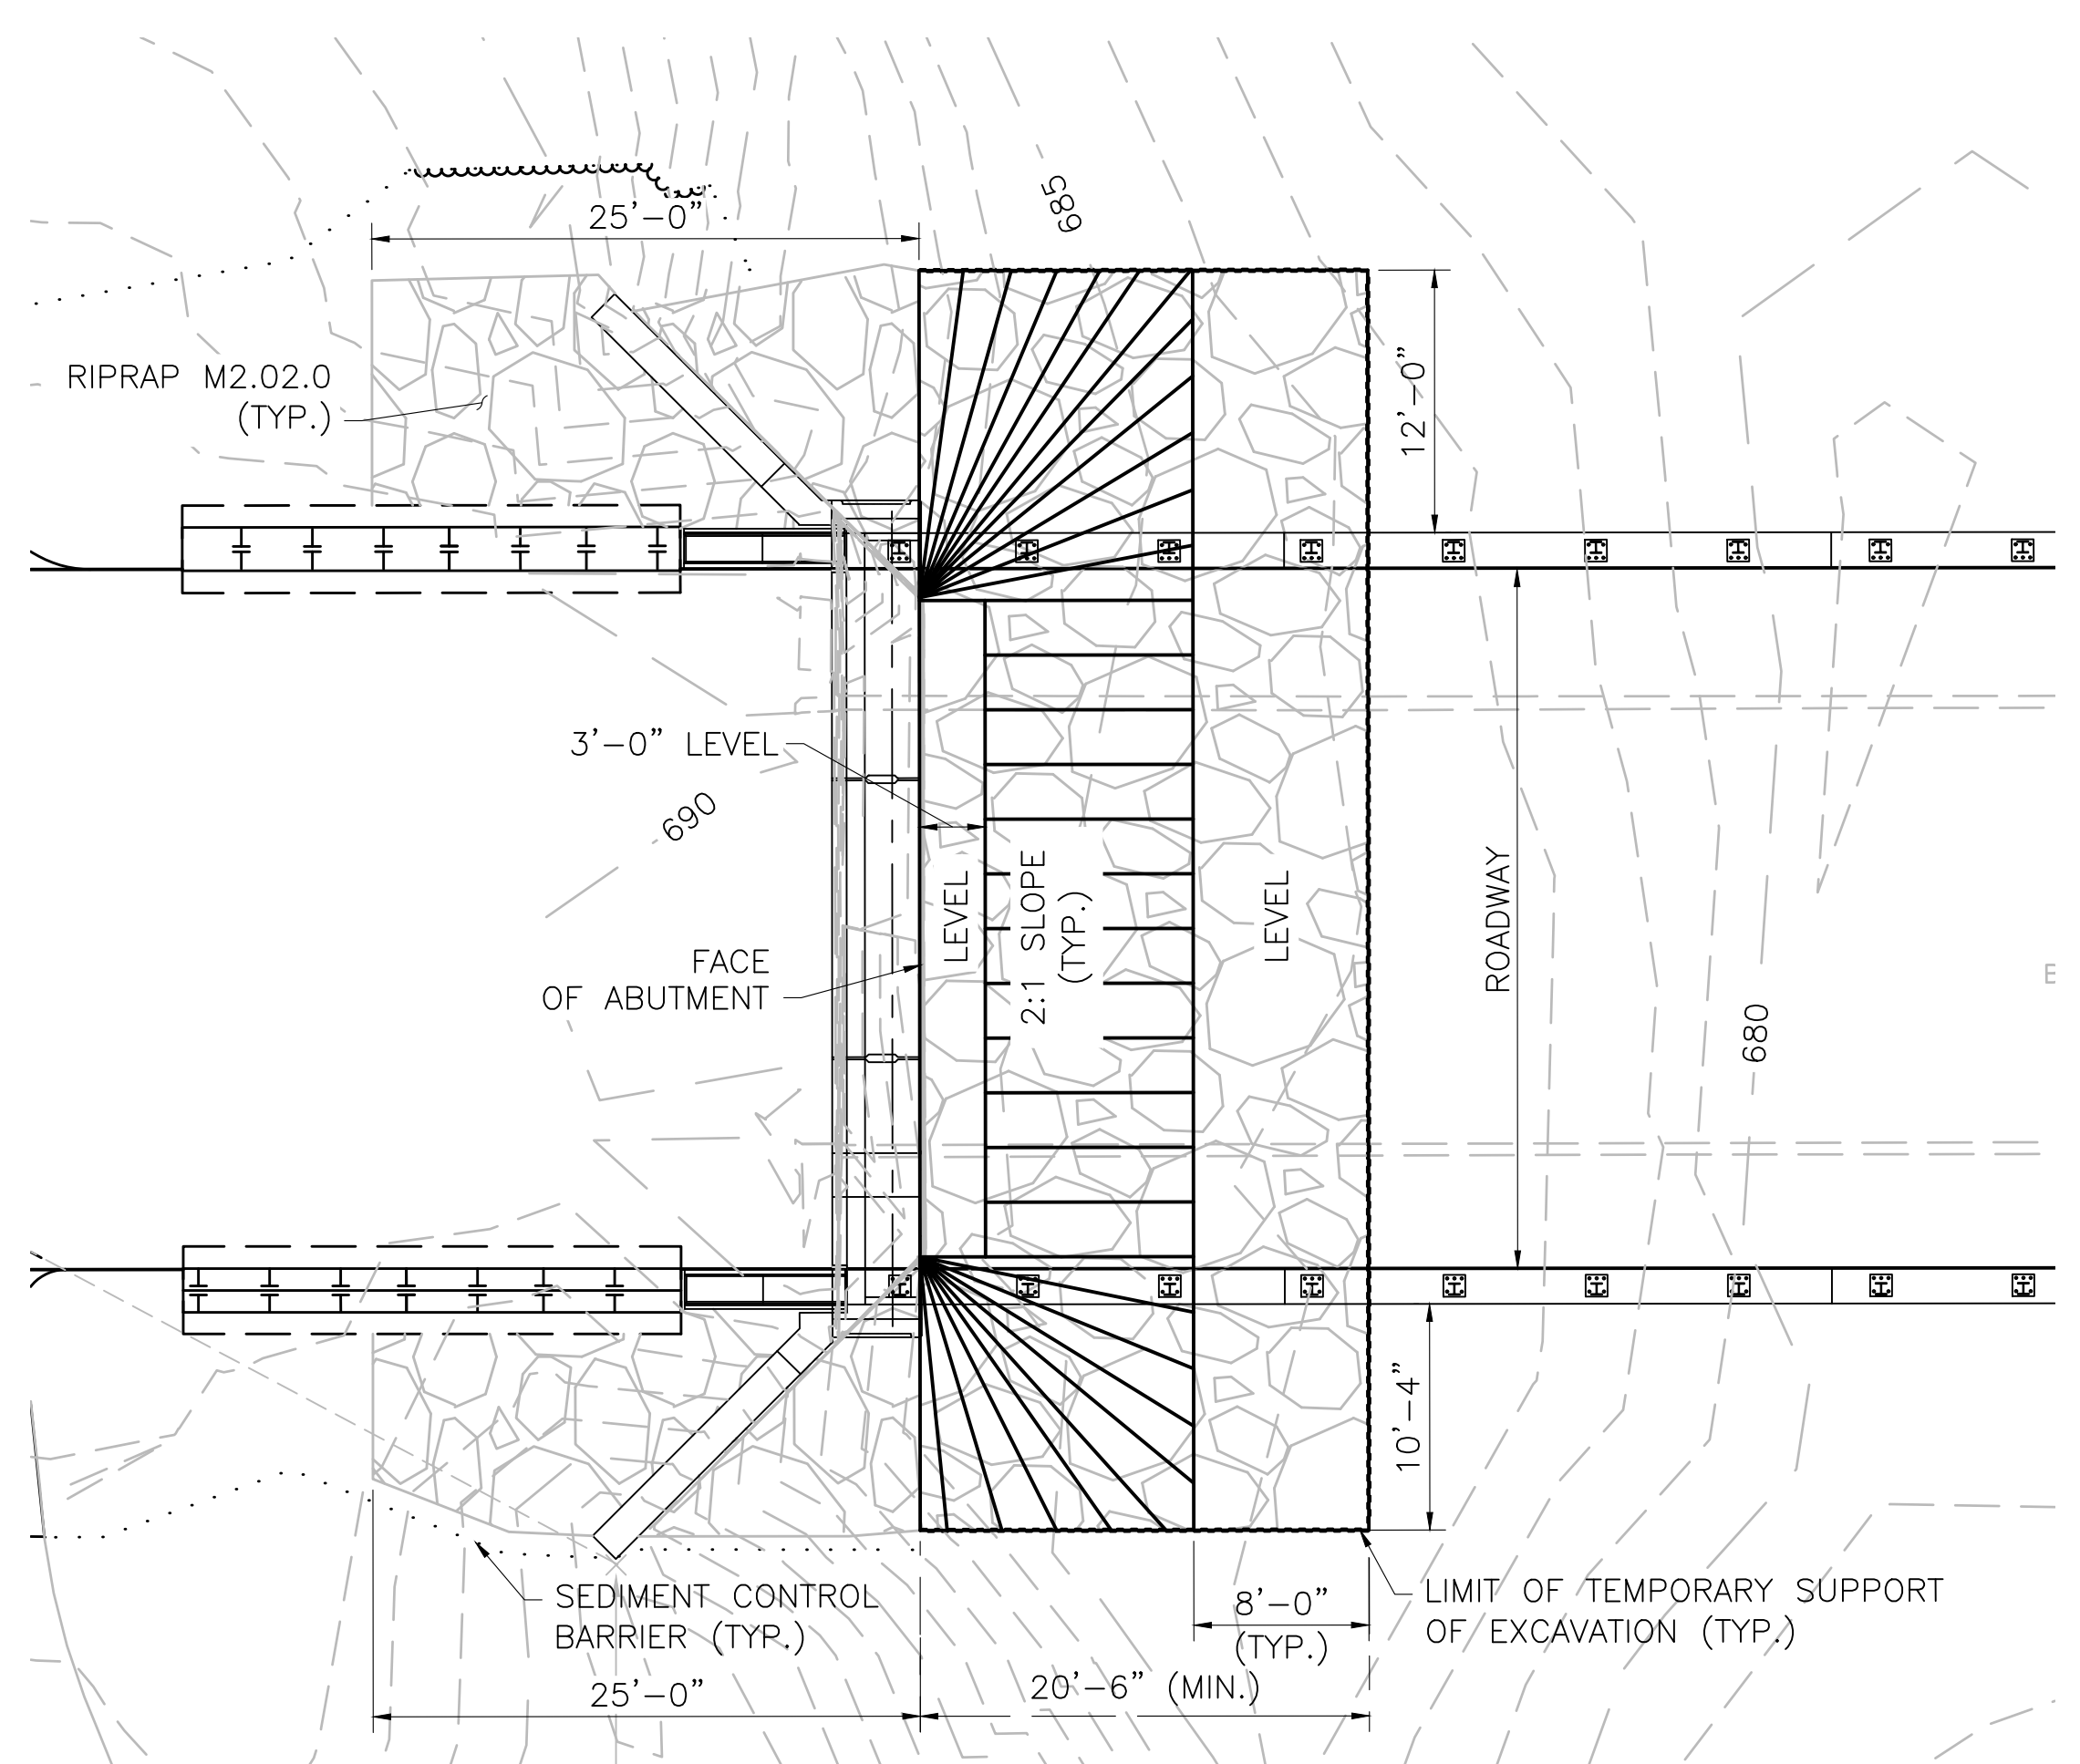 685
25'-0"
RIPRAP M2.02.0
(TYP.)
12'-0"
3'-0" LEVEL
690
LEVEL
2:1 SLOPE
(TYP.)
LEVEL
ROADWAY
FACE
OF ABUTMENT
E
680
10'-4"
SEDIMENT CONTROL
BARRIER (TYP.)
8'-0"
(TYP.)
LIMIT OF TEMPORARY SUPPORT
OF EXCAVATION (TYP.)
25'-0"
20'-6" (MIN.)